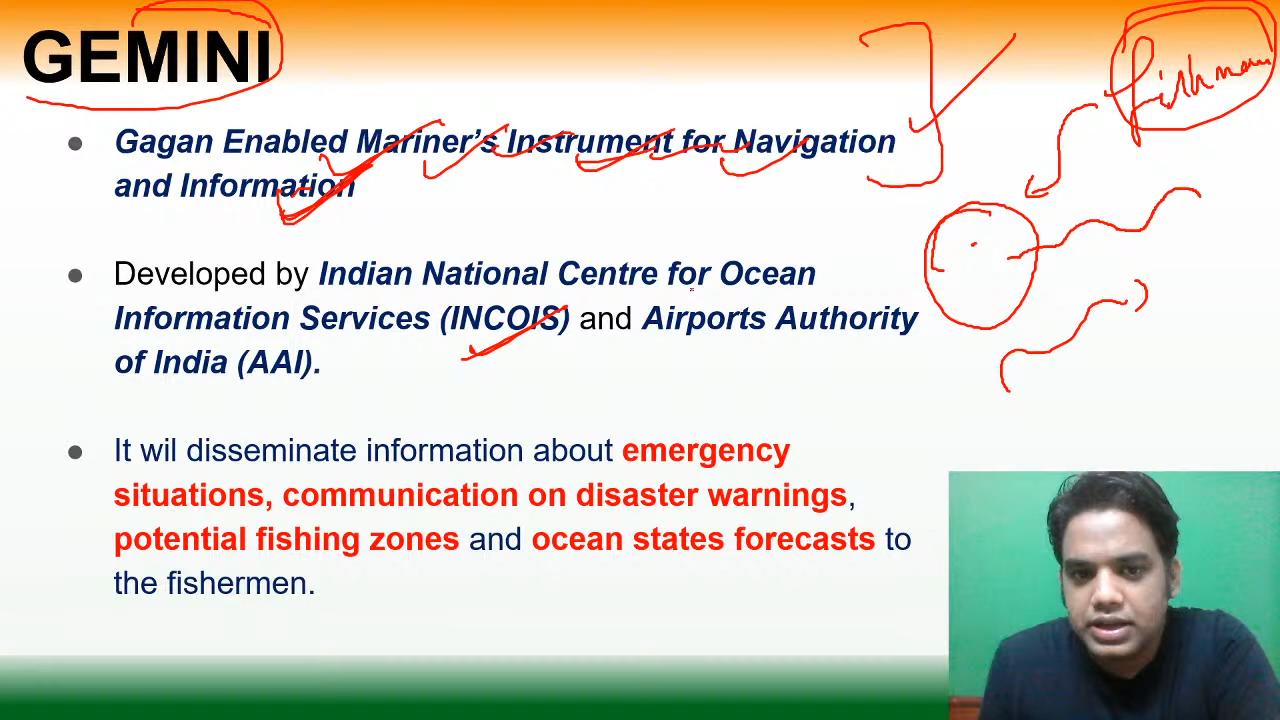 GEMINI
fishman
● Gagan Enabled Mariner's Instrument for Navigation
and Information
● Developed by Indian National Centre for Ocean
Information Services (INCOIS) and Airports Authority
of India (AAI).
● It wil disseminate information about emergency
situations, communication on disaster warnings,
potential fishing zones and ocean states forecasts to
the fishermen.